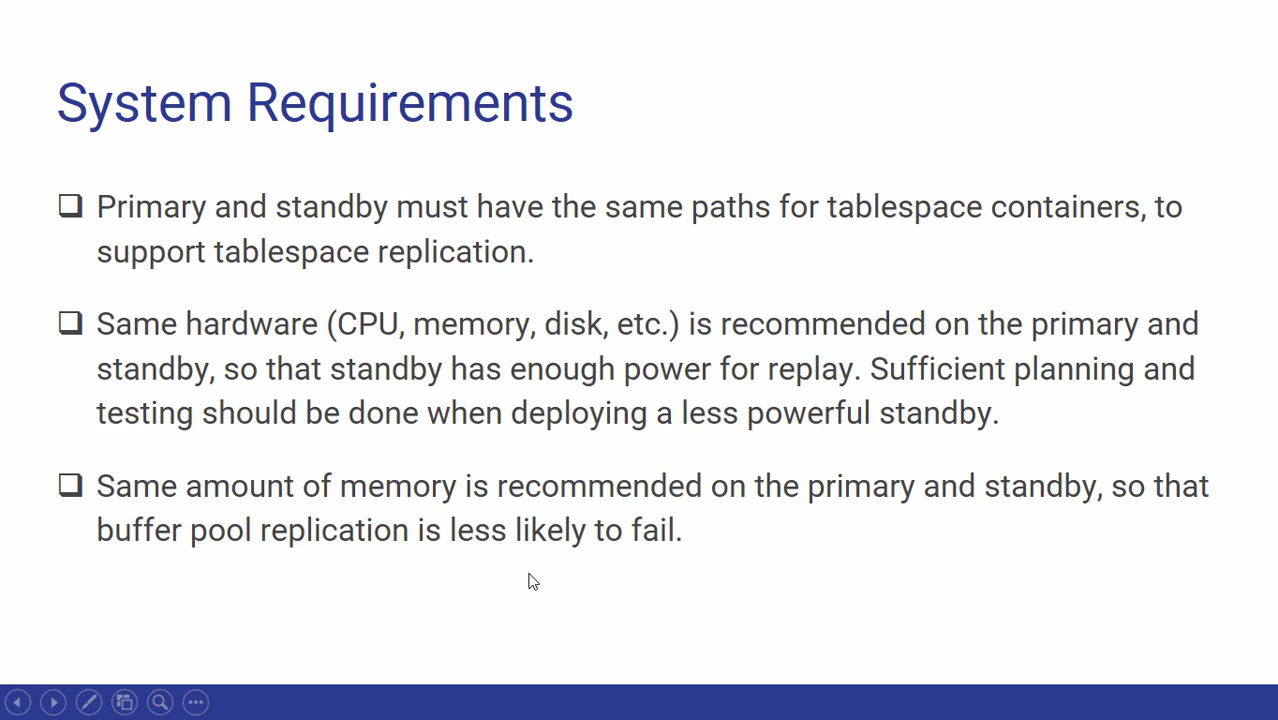 System Requirements
Primary and standby must have the same paths for tablespace containers, to
support tablespace replication.
Same hardware (CPU, memory, disk, etc.) is recommended on the primary and
standby, so that standby has enough power for replay. Sufficient planning and
testing should be done when deploying a less powerful standby.
Same amount of memory is recommended on the primary and standby, so that
buffer pool replication is less likely to fail.